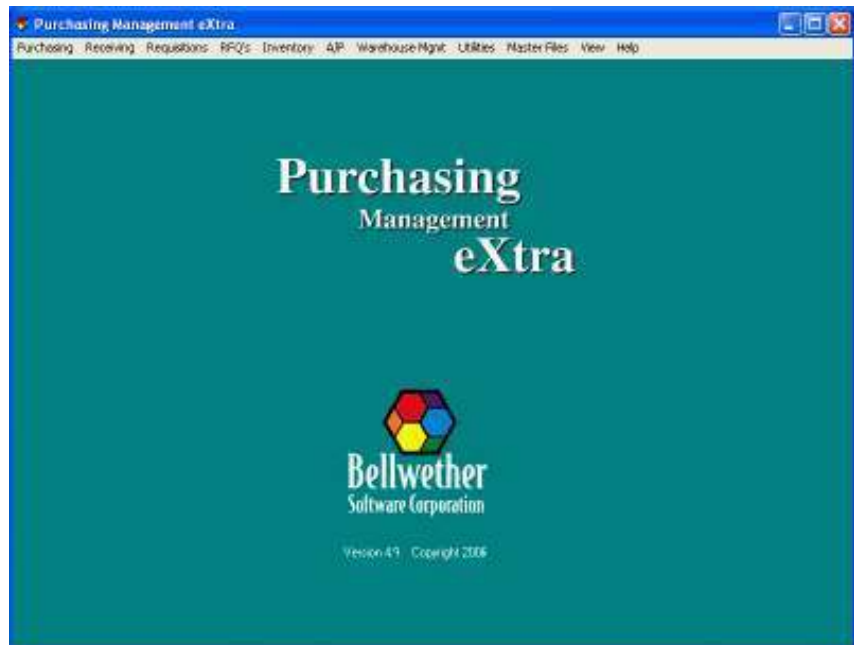 Purchasing Management eXtra
Purchasing Receiving Requisitions RFQ's Inventory A/P Warehouse Mgnt Utilities Master Files View Help
Purchasing
Management
eXtra
Bellwether
Software Corporation
Version 4.9 Copyright 2006